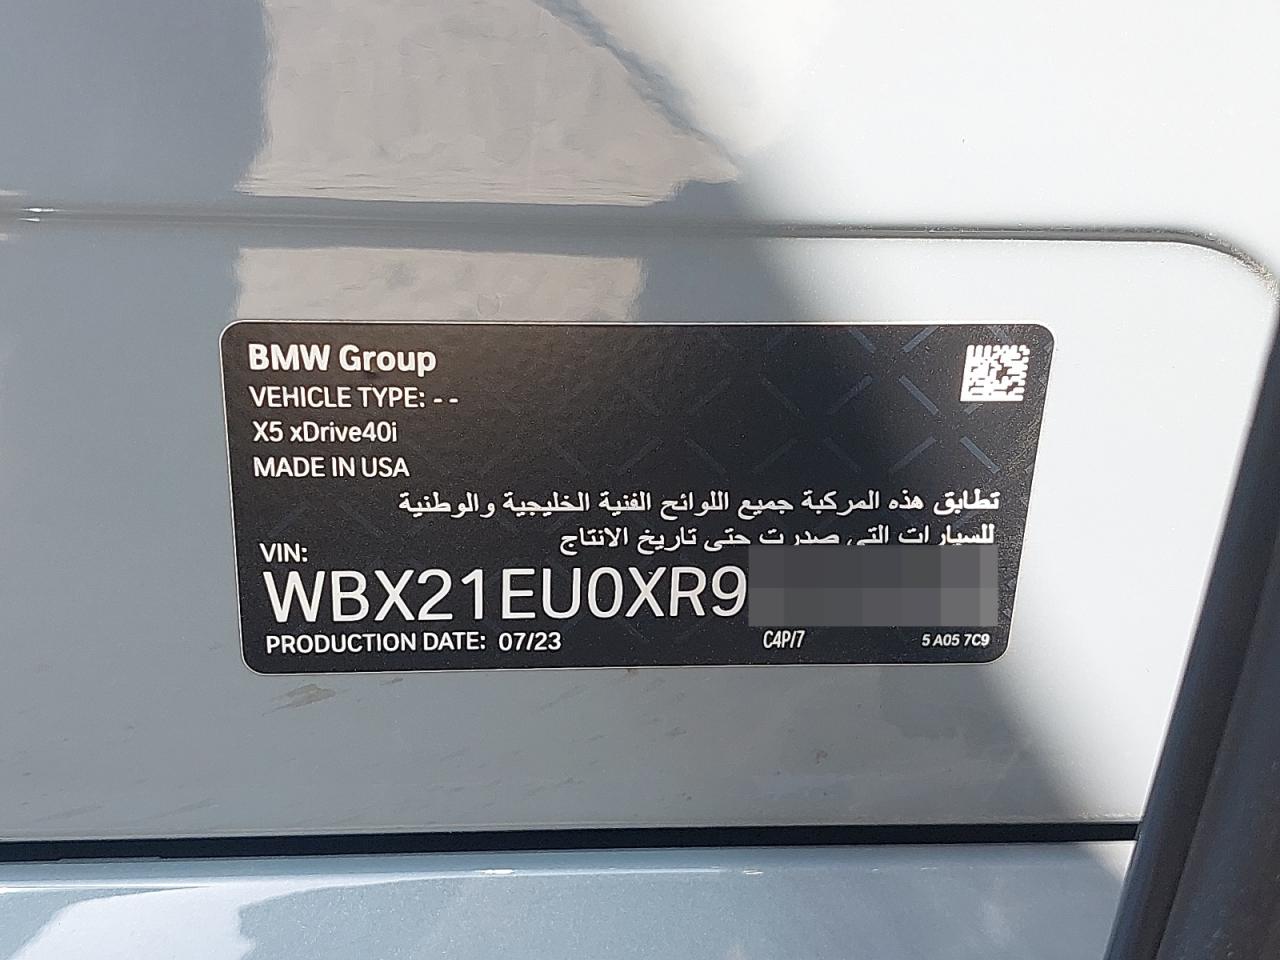 BMW Group
VEHICLE TYPE: - -
X5 xDrive40i
MADE IN USA
تطابق هذه المركبة جميع اللوائح الفنية الخليجية والوطنية
للسيارات التي صدرت حتى تاريخ الانتاج
VIN:
WBX21EU0XR9
PRODUCTION DATE: 07/23 C4P/7 5 A05 7C9